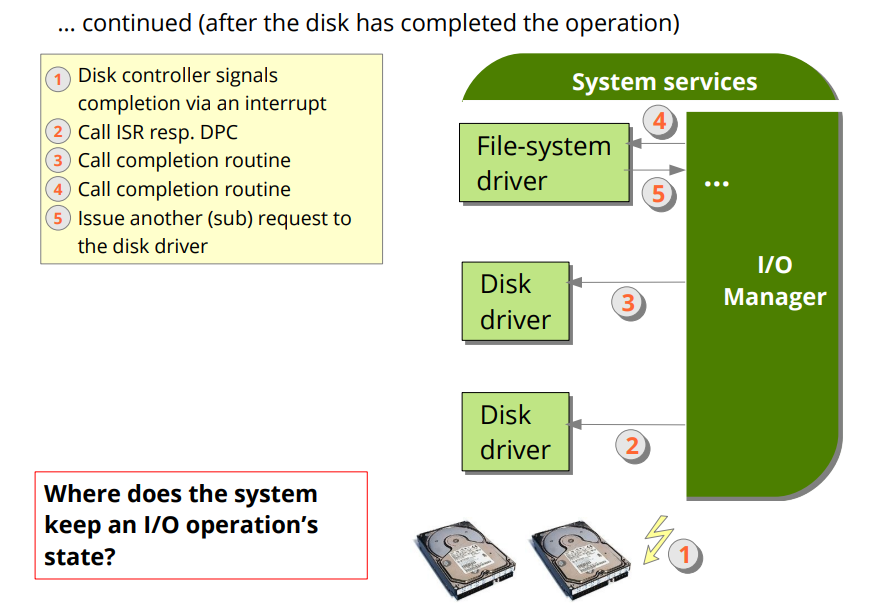 ... continued (after the disk has completed the operation)
1 Disk controller signals
completion via an interrupt
2 Call ISR resp. DPC
3 Call completion routine
4 Call completion routine
5 Issue another (sub) request to
the disk driver
System services
File-system
driver
4
5
...
I/O
Manager
Disk
driver
3
Disk
driver
2
Where does the system
keep an I/O operation’s
state?
1